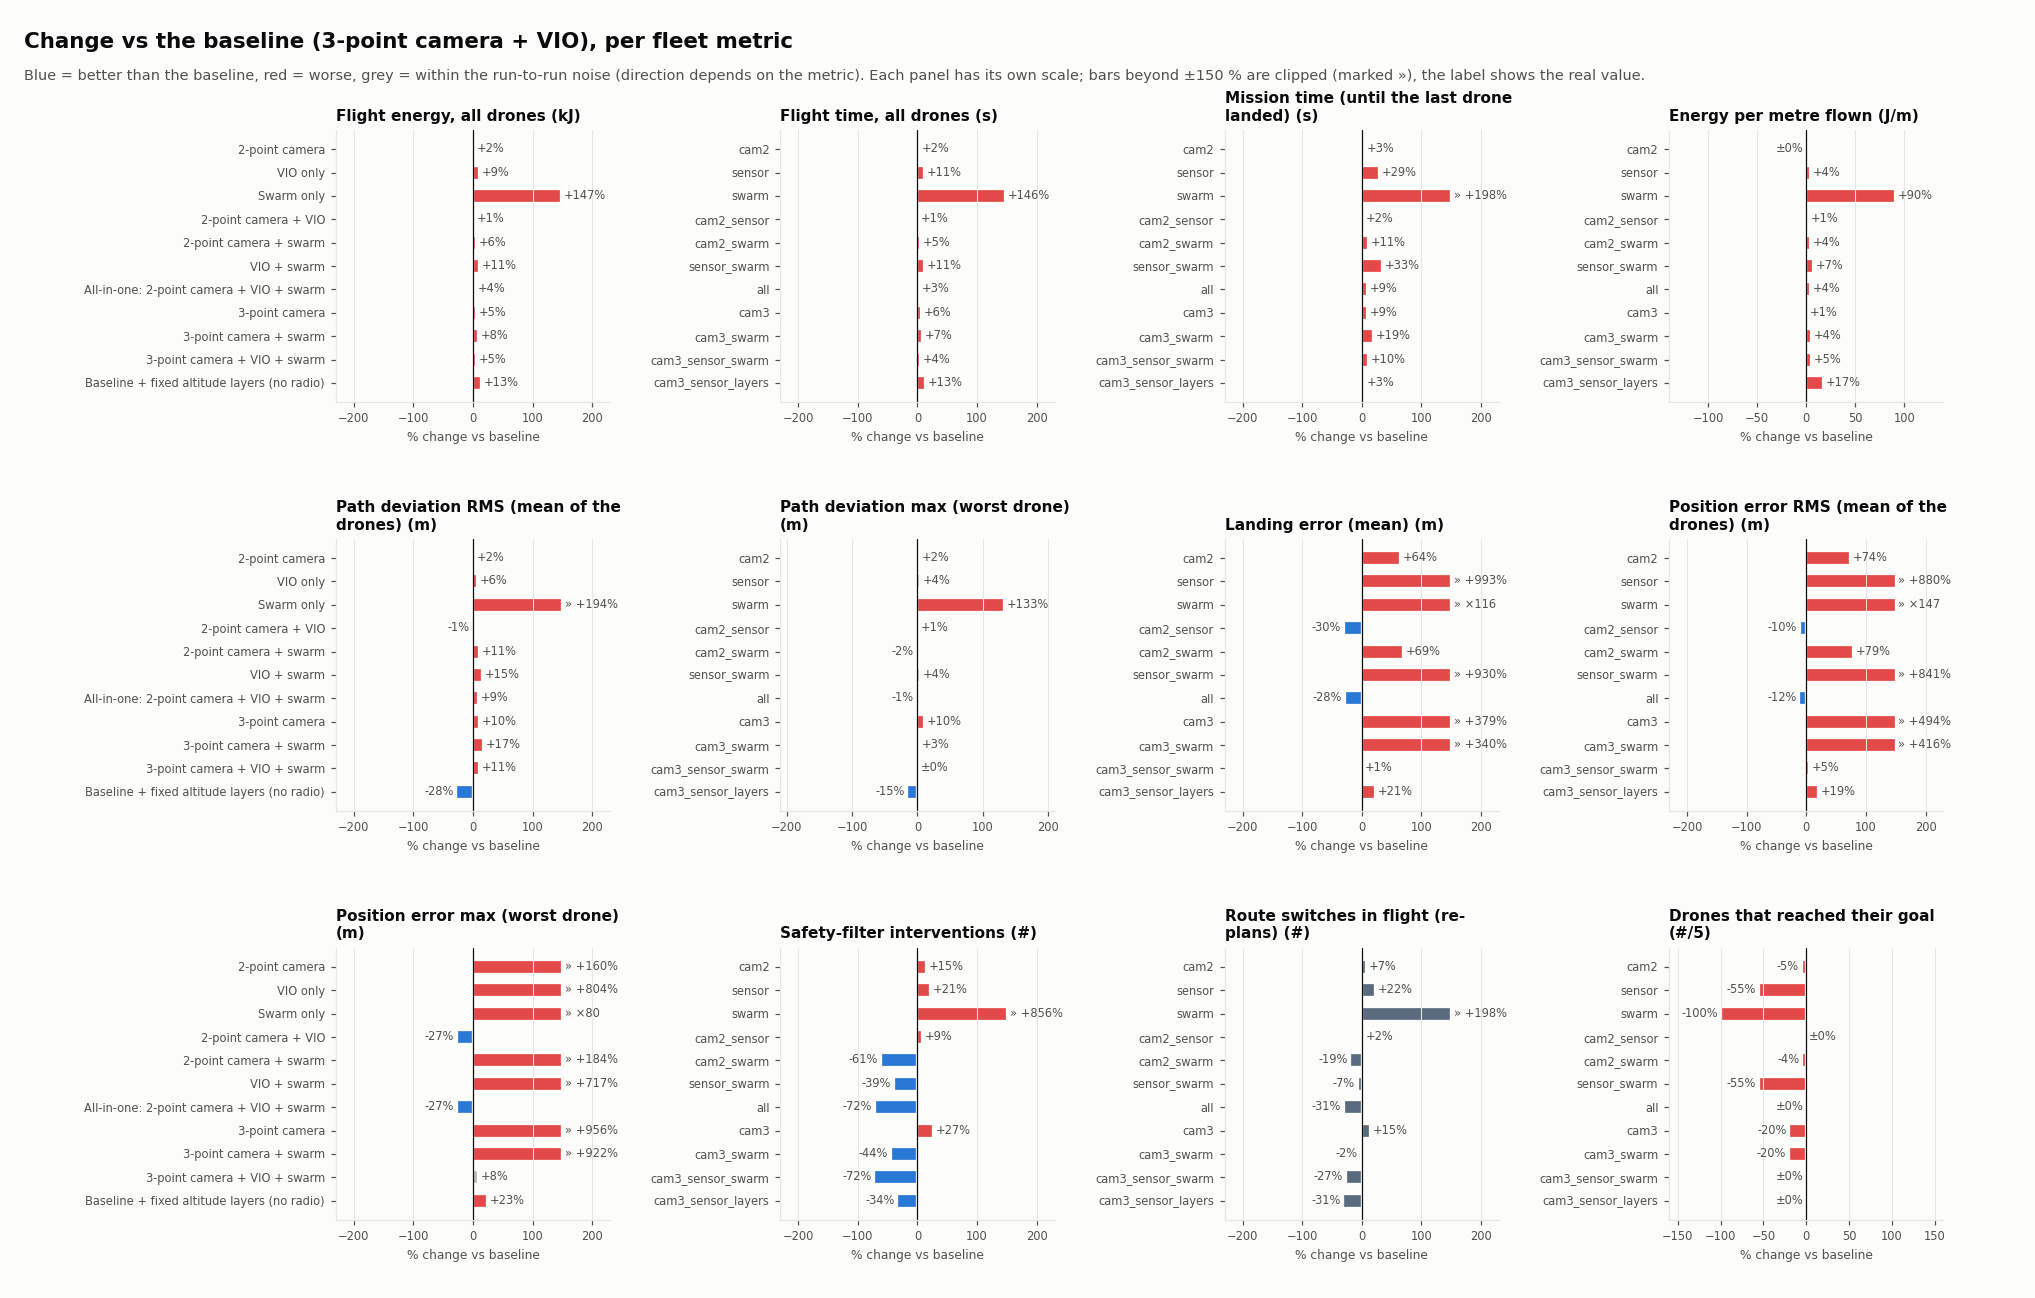 Change vs the baseline (3-point camera + VIO), per fleet metric
Blue = better than the baseline, red = worse, grey = within the run-to-run noise (direction depends on the metric). Each panel has its own scale; bars beyond ±150 % are clipped (marked »), the label shows the real value.
Flight energy, all drones (kJ)
2-point camera +2%
VIO only +9%
Swarm only +147%
2-point camera + VIO +1%
2-point camera + swarm +6%
VIO + swarm +11%
All-in-one: 2-point camera + VIO + swarm +4%
3-point camera +5%
3-point camera + swarm +8%
3-point camera + VIO + swarm +5%
Baseline + fixed altitude layers (no radio) +13%
−200 −100 0 100 200
% change vs baseline
Flight time, all drones (s)
cam2 +2%
sensor +11%
swarm +146%
cam2_sensor +1%
cam2_swarm +5%
sensor_swarm +11%
all +3%
cam3 +6%
cam3_swarm +7%
cam3_sensor_swarm +4%
cam3_sensor_layers +13%
−200 −100 0 100 200
% change vs baseline
Mission time (until the last drone
landed) (s)
cam2 +3%
sensor +29%
swarm » +198%
cam2_sensor +2%
cam2_swarm +11%
sensor_swarm +33%
all +9%
cam3 +9%
cam3_swarm +19%
cam3_sensor_swarm +10%
cam3_sensor_layers +3%
−200 −100 0 100 200
% change vs baseline
Energy per metre flown (J/m)
cam2 ±0%
sensor +4%
swarm +90%
cam2_sensor +1%
cam2_swarm +4%
sensor_swarm +7%
all +4%
cam3 +1%
cam3_swarm +4%
cam3_sensor_swarm +5%
cam3_sensor_layers +17%
−100 −50 0 50 100
% change vs baseline
Path deviation RMS (mean of the
drones) (m)
2-point camera +2%
VIO only +6%
Swarm only » +194%
2-point camera + VIO -1%
2-point camera + swarm +11%
VIO + swarm +15%
All-in-one: 2-point camera + VIO + swarm +9%
3-point camera +10%
3-point camera + swarm +17%
3-point camera + VIO + swarm +11%
Baseline + fixed altitude layers (no radio) -28%
−200 −100 0 100 200
% change vs baseline
Path deviation max (worst drone)
(m)
cam2 +2%
sensor +4%
swarm +133%
cam2_sensor +1%
cam2_swarm -2%
sensor_swarm +4%
all -1%
cam3 +10%
cam3_swarm +3%
cam3_sensor_swarm ±0%
cam3_sensor_layers -15%
−200 −100 0 100 200
% change vs baseline
Landing error (mean) (m)
cam2 +64%
sensor » +993%
swarm » ×116
cam2_sensor -30%
cam2_swarm +69%
sensor_swarm » +930%
all -28%
cam3 » +379%
cam3_swarm » +340%
cam3_sensor_swarm +1%
cam3_sensor_layers +21%
−200 −100 0 100 200
% change vs baseline
Position error RMS (mean of the
drones) (m)
cam2 +74%
sensor » +880%
swarm » ×147
cam2_sensor -10%
cam2_swarm +79%
sensor_swarm » +841%
all -12%
cam3 » +494%
cam3_swarm » +416%
cam3_sensor_swarm +5%
cam3_sensor_layers +19%
−200 −100 0 100 200
% change vs baseline
Position error max (worst drone)
(m)
2-point camera » +160%
VIO only » +804%
Swarm only » ×80
2-point camera + VIO -27%
2-point camera + swarm » +184%
VIO + swarm » +717%
All-in-one: 2-point camera + VIO + swarm -27%
3-point camera » +956%
3-point camera + swarm » +922%
3-point camera + VIO + swarm +8%
Baseline + fixed altitude layers (no radio) +23%
−200 −100 0 100 200
% change vs baseline
Safety-filter interventions (#)
cam2 +15%
sensor +21%
swarm » +856%
cam2_sensor +9%
cam2_swarm -61%
sensor_swarm -39%
all -72%
cam3 +27%
cam3_swarm -44%
cam3_sensor_swarm -72%
cam3_sensor_layers -34%
−200 −100 0 100 200
% change vs baseline
Route switches in flight (re-
plans) (#)
cam2 +7%
sensor +22%
swarm » +198%
cam2_sensor +2%
cam2_swarm -19%
sensor_swarm -7%
all -31%
cam3 +15%
cam3_swarm -2%
cam3_sensor_swarm -27%
cam3_sensor_layers -31%
−200 −100 0 100 200
% change vs baseline
Drones that reached their goal
(#/5)
cam2 -5%
sensor -55%
swarm -100%
cam2_sensor ±0%
cam2_swarm -4%
sensor_swarm -55%
all ±0%
cam3 -20%
cam3_swarm -20%
cam3_sensor_swarm ±0%
cam3_sensor_layers ±0%
−150 −100 −50 0 50 100 150
% change vs baseline